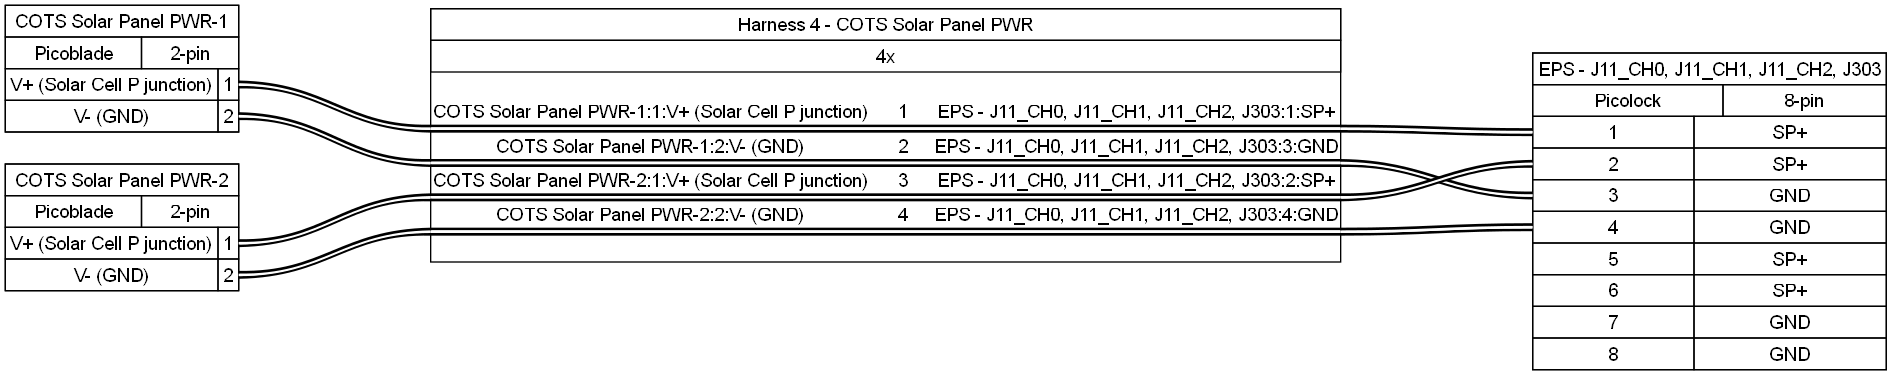 COTS Solar Panel PWR-1
Picoblade 2-pin
V+ (Solar Cell P junction) 1
V- (GND) 2
COTS Solar Panel PWR-2
Picoblade 2-pin
V+ (Solar Cell P junction) 1
V- (GND) 2
Harness 4 - COTS Solar Panel PWR
4x
COTS Solar Panel PWR-1:1:V+ (Solar Cell P junction) 1 EPS - J11_CH0, J11_CH1, J11_CH2, J303:1:SP+
COTS Solar Panel PWR-1:2:V- (GND) 2 EPS - J11_CH0, J11_CH1, J11_CH2, J303:3:GND
COTS Solar Panel PWR-2:1:V+ (Solar Cell P junction) 3 EPS - J11_CH0, J11_CH1, J11_CH2, J303:2:SP+
COTS Solar Panel PWR-2:2:V- (GND) 4 EPS - J11_CH0, J11_CH1, J11_CH2, J303:4:GND
EPS - J11_CH0, J11_CH1, J11_CH2, J303
Picolock 8-pin
1 SP+
2 SP+
3 GND
4 GND
5 SP+
6 SP+
7 GND
8 GND